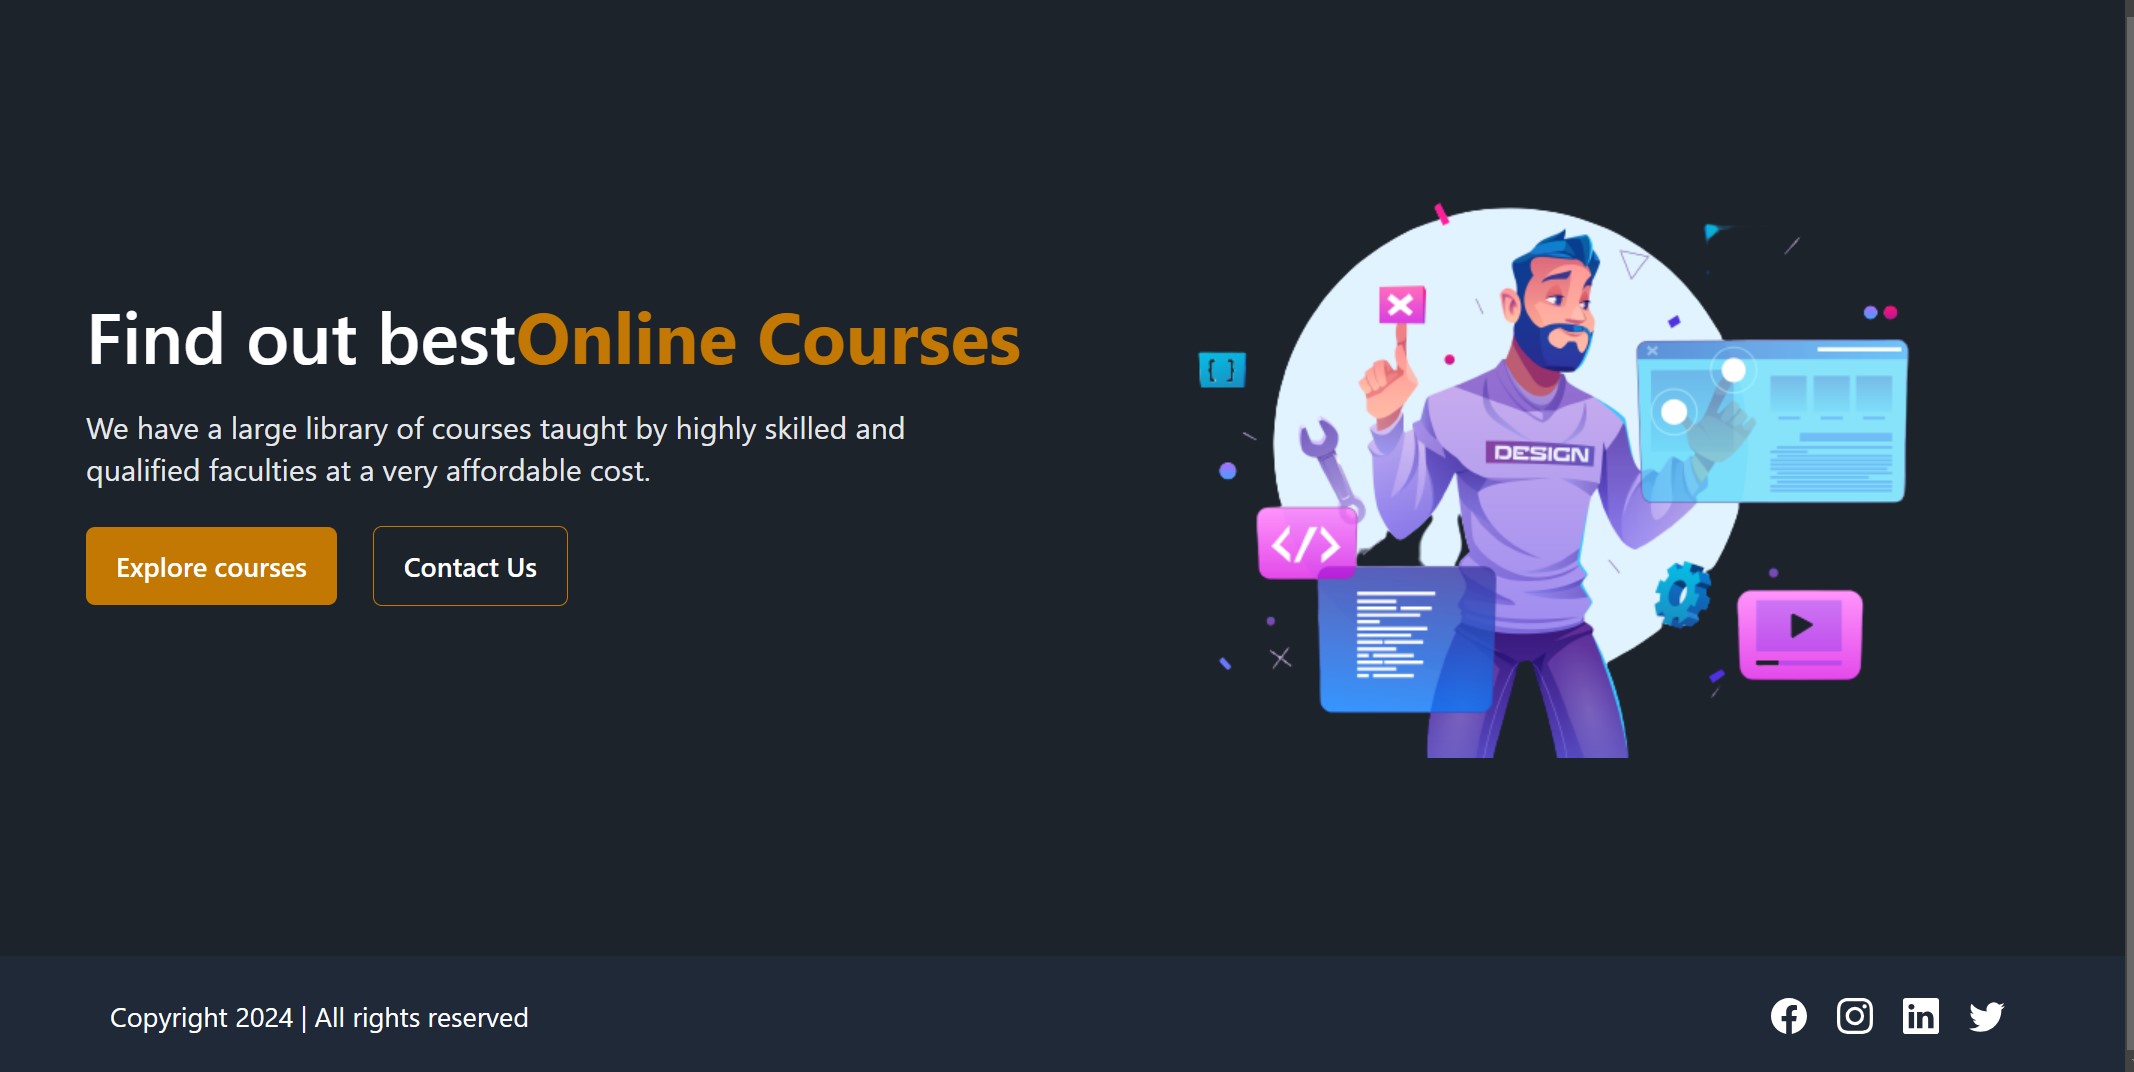 Find out bestOnline Courses
We have a large library of courses taught by highly skilled and
qualified faculties at a very affordable cost.
Explore courses
Contact Us
{ }
DESIGN
</>
Copyright 2024 | All rights reserved
in